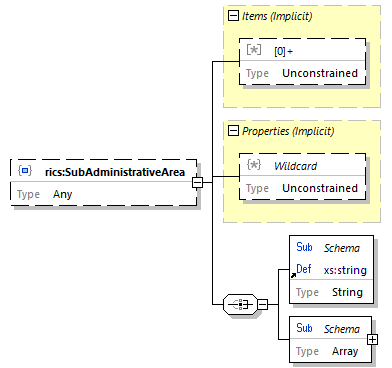 Items (Implicit)
[*] [0]+
Type Unconstrained
Properties (Implicit)
{*} Wildcard
Type Unconstrained
{} rics:SubAdministrativeArea
Type Any
Sub Schema
Def xs:string
Type String
Sub Schema
Type Array